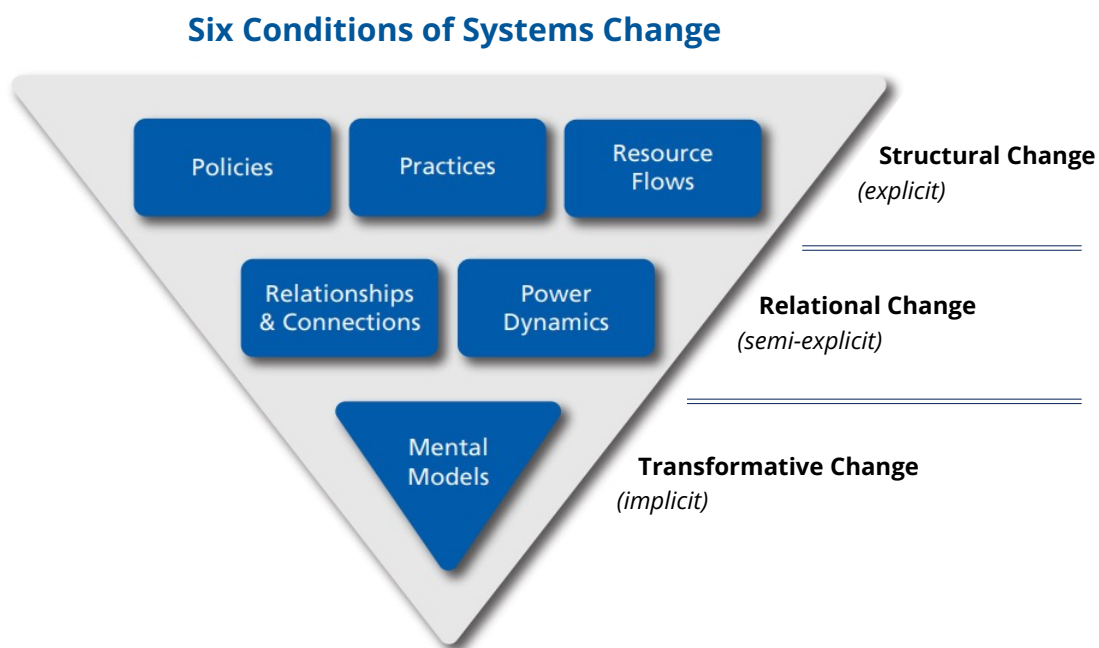 Six Conditions of Systems Change
Policies
Practices
Resource
Flows
Structural Change
(explicit)
Relationships
& Connections
Power
Dynamics
Relational Change
(semi-explicit)
Mental
Models
Transformative Change
(implicit)